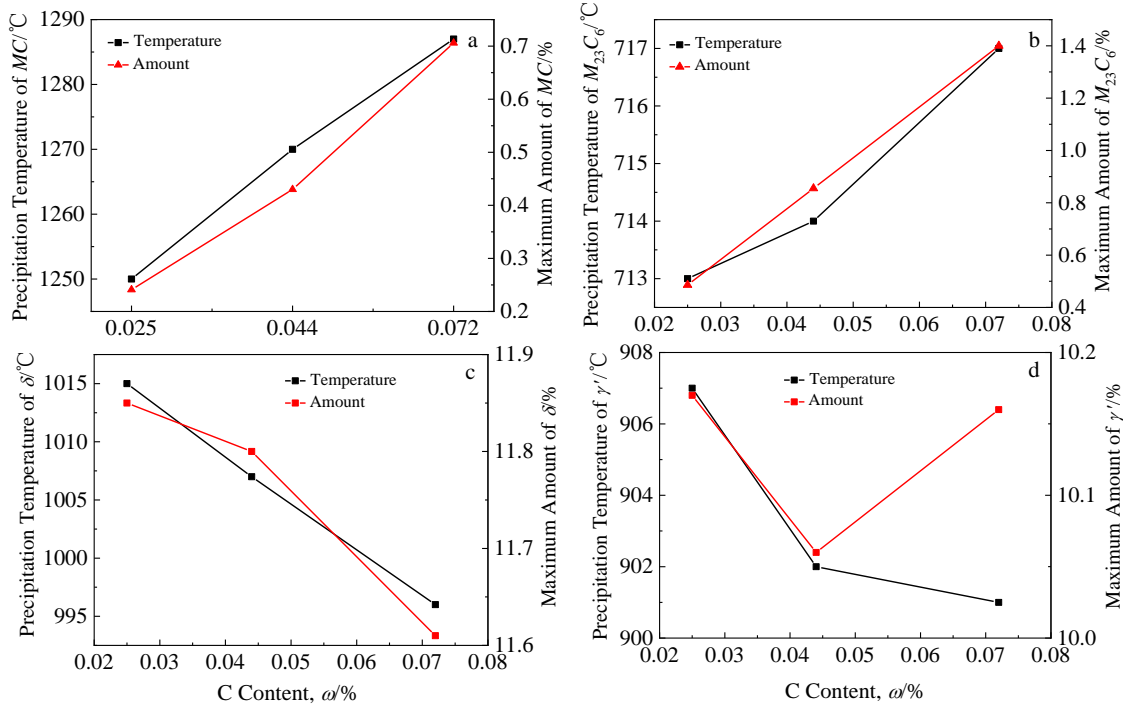 1290
1280
1270
1260
1250
Precipitation Temperature of MC/℃
Temperature
Amount
a
0.7
0.6
0.5
0.4
0.3
0.2
Maximum Amount of MC/%
0.025
0.044
0.072
717
716
715
714
713
Precipitation Temperature of M23C6/℃
Temperature
Amount
b
1.4
1.2
1.0
0.8
0.6
0.4
Maximum Amount of M23C6/%
0.02
0.03
0.04
0.05
0.06
0.07
0.08
1015
1010
1005
1000
995
Precipitation Temperature of δ/℃
Temperature
Amount
c
11.9
11.8
11.7
11.6
Maximum Amount of δ/%
0.02
0.03
0.04
0.05
0.06
0.07
0.08
C Content, ω/%
908
906
904
902
900
Precipitation Temperature of γ′/℃
Temperature
Amount
d
10.2
10.1
10.0
Maximum Amount of γ′/%
0.02
0.03
0.04
0.05
0.06
0.07
0.08
C Content, ω/%